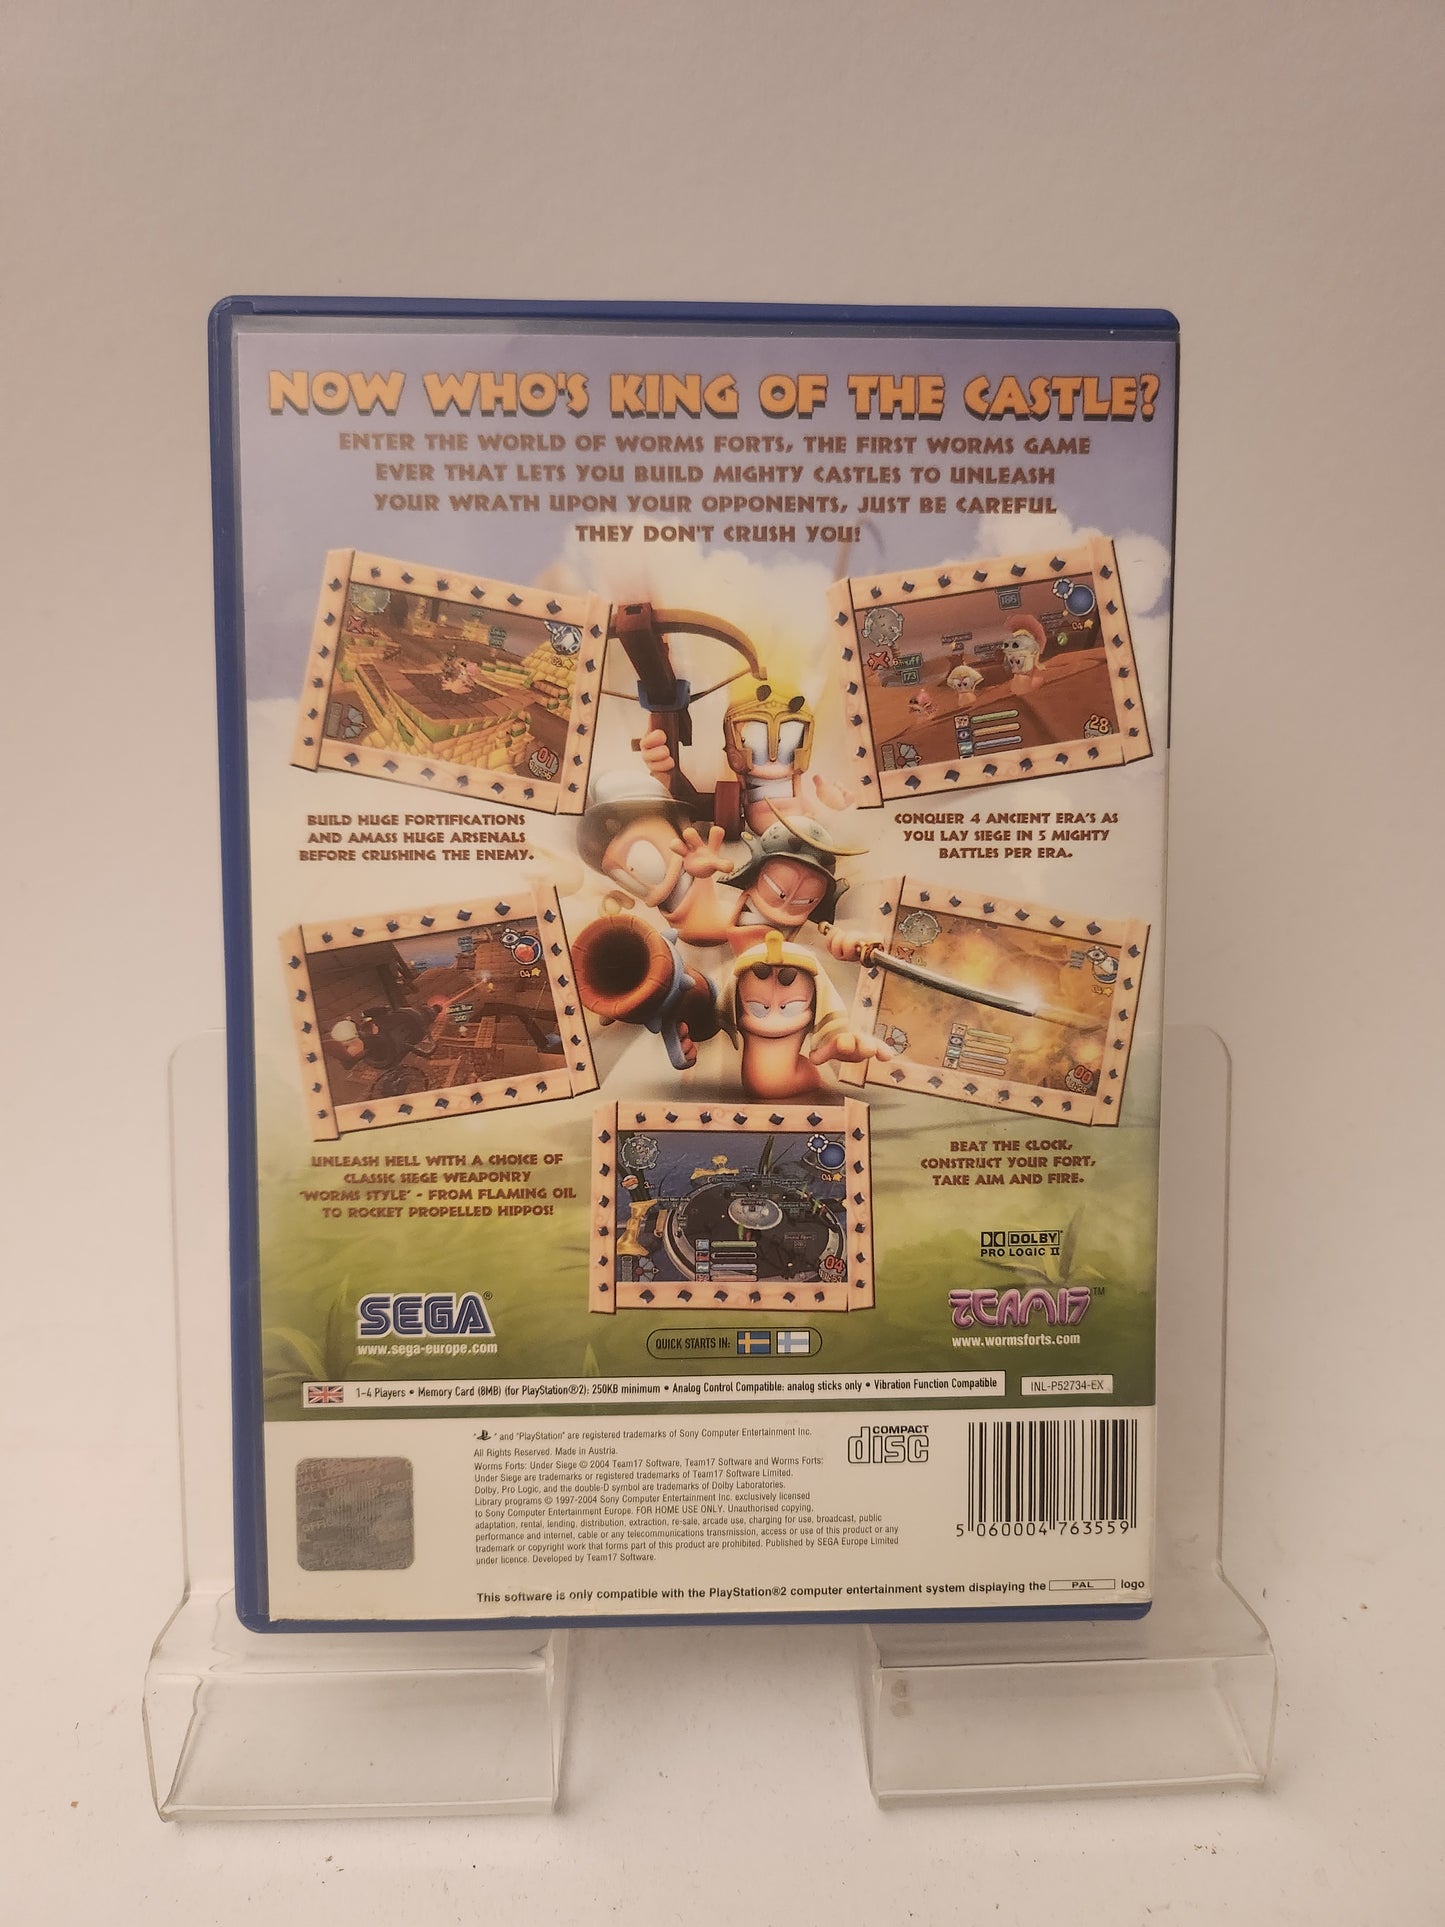 NOW WHO'S KING OF THE CASTLE?
ENTER THE WORLD OF WORMS FORTS, THE FIRST WORMS GAME
EVER THAT LETS YOU BUILD MIGHTY CASTLES TO UNLEASH
YOUR WRATH UPON YOUR OPPONENTS, JUST BE CAREFUL
THEY DON'T CRUSH YOU!
BUILD HUGE FORTIFICATIONS
AND AMASS HUGE ARSENALS
BEFORE CRUSHING THE ENEMY.
CONQUER 4 ANCIENT ERA'S AS
YOU LAY SIEGE IN 5 MIGHTY
BATTLES PER ERA.
UNLEASH HELL WITH A CHOICE OF
CLASSIC SIEGE WEAPONRY
'WORMS STYLE' - FROM FLAMING OIL
TO ROCKET PROPELLED HIPPOS!
BEAT THE CLOCK,
CONSTRUCT YOUR FORT,
TAKE AIM AND FIRE.
DOLBY
PRO LOGIC II
SEGA®
www.sega-europe.com
QUICK STARTS IN:
TEAM17™
www.wormsforts.com
1-4 Players • Memory Card (8MB) (for PlayStation®2): 250KB minimum • Analog Control Compatible: analog sticks only • Vibration Function Compatible
INL-P52734-EX
" " and "PlayStation" are registered trademarks of Sony Computer Entertainment Inc.
All Rights Reserved. Made in Austria.
Worms Forts: Under Siege © 2004 Team17 Software, Team17 Software and Worms Forts:
Under Siege are trademarks or registered trademarks of Team17 Software Limited.
Dolby, Pro Logic, and the double-D symbol are trademarks of Dolby Laboratories.
Library programs © 1997-2004 Sony Computer Entertainment Inc. exclusively licensed
to Sony Computer Entertainment Europe. FOR HOME USE ONLY. Unauthorised copying,
adaptation, rental, lending, distribution, extraction, re-sale, arcade use, charging for use, broadcast, public
performance and internet, cable or any telecommunications transmission, access or use of this product or any
trademark or copyright work that forms part of this product are prohibited. Published by SEGA Europe Limited
under licence. Developed by Team17 Software.
COMPACT
disc
5 060004 763559
This software is only compatible with the PlayStation®2 computer entertainment system displaying the PAL logo